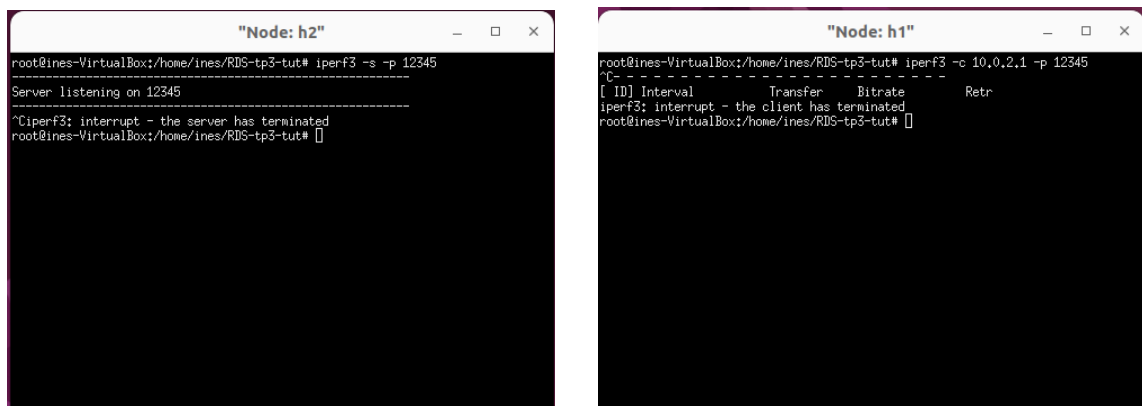 "Node: h2"
root@ines-VirtualBox:/home/ines/RDS-tp3-tut# iperf3 -s -p 12345
-----------------------------------------------------------
Server listening on 12345
-----------------------------------------------------------
^Ciperf3: interrupt - the server has terminated
root@ines-VirtualBox:/home/ines/RDS-tp3-tut#
"Node: h1"
root@ines-VirtualBox:/home/ines/RDS-tp3-tut# iperf3 -c 10.0.2.1 -p 12345
^C- - - - - - - - - - - - - - - - - - - - - - - - -
[ ID] Interval           Transfer     Bitrate         Retr
iperf3: interrupt - the client has terminated
root@ines-VirtualBox:/home/ines/RDS-tp3-tut#